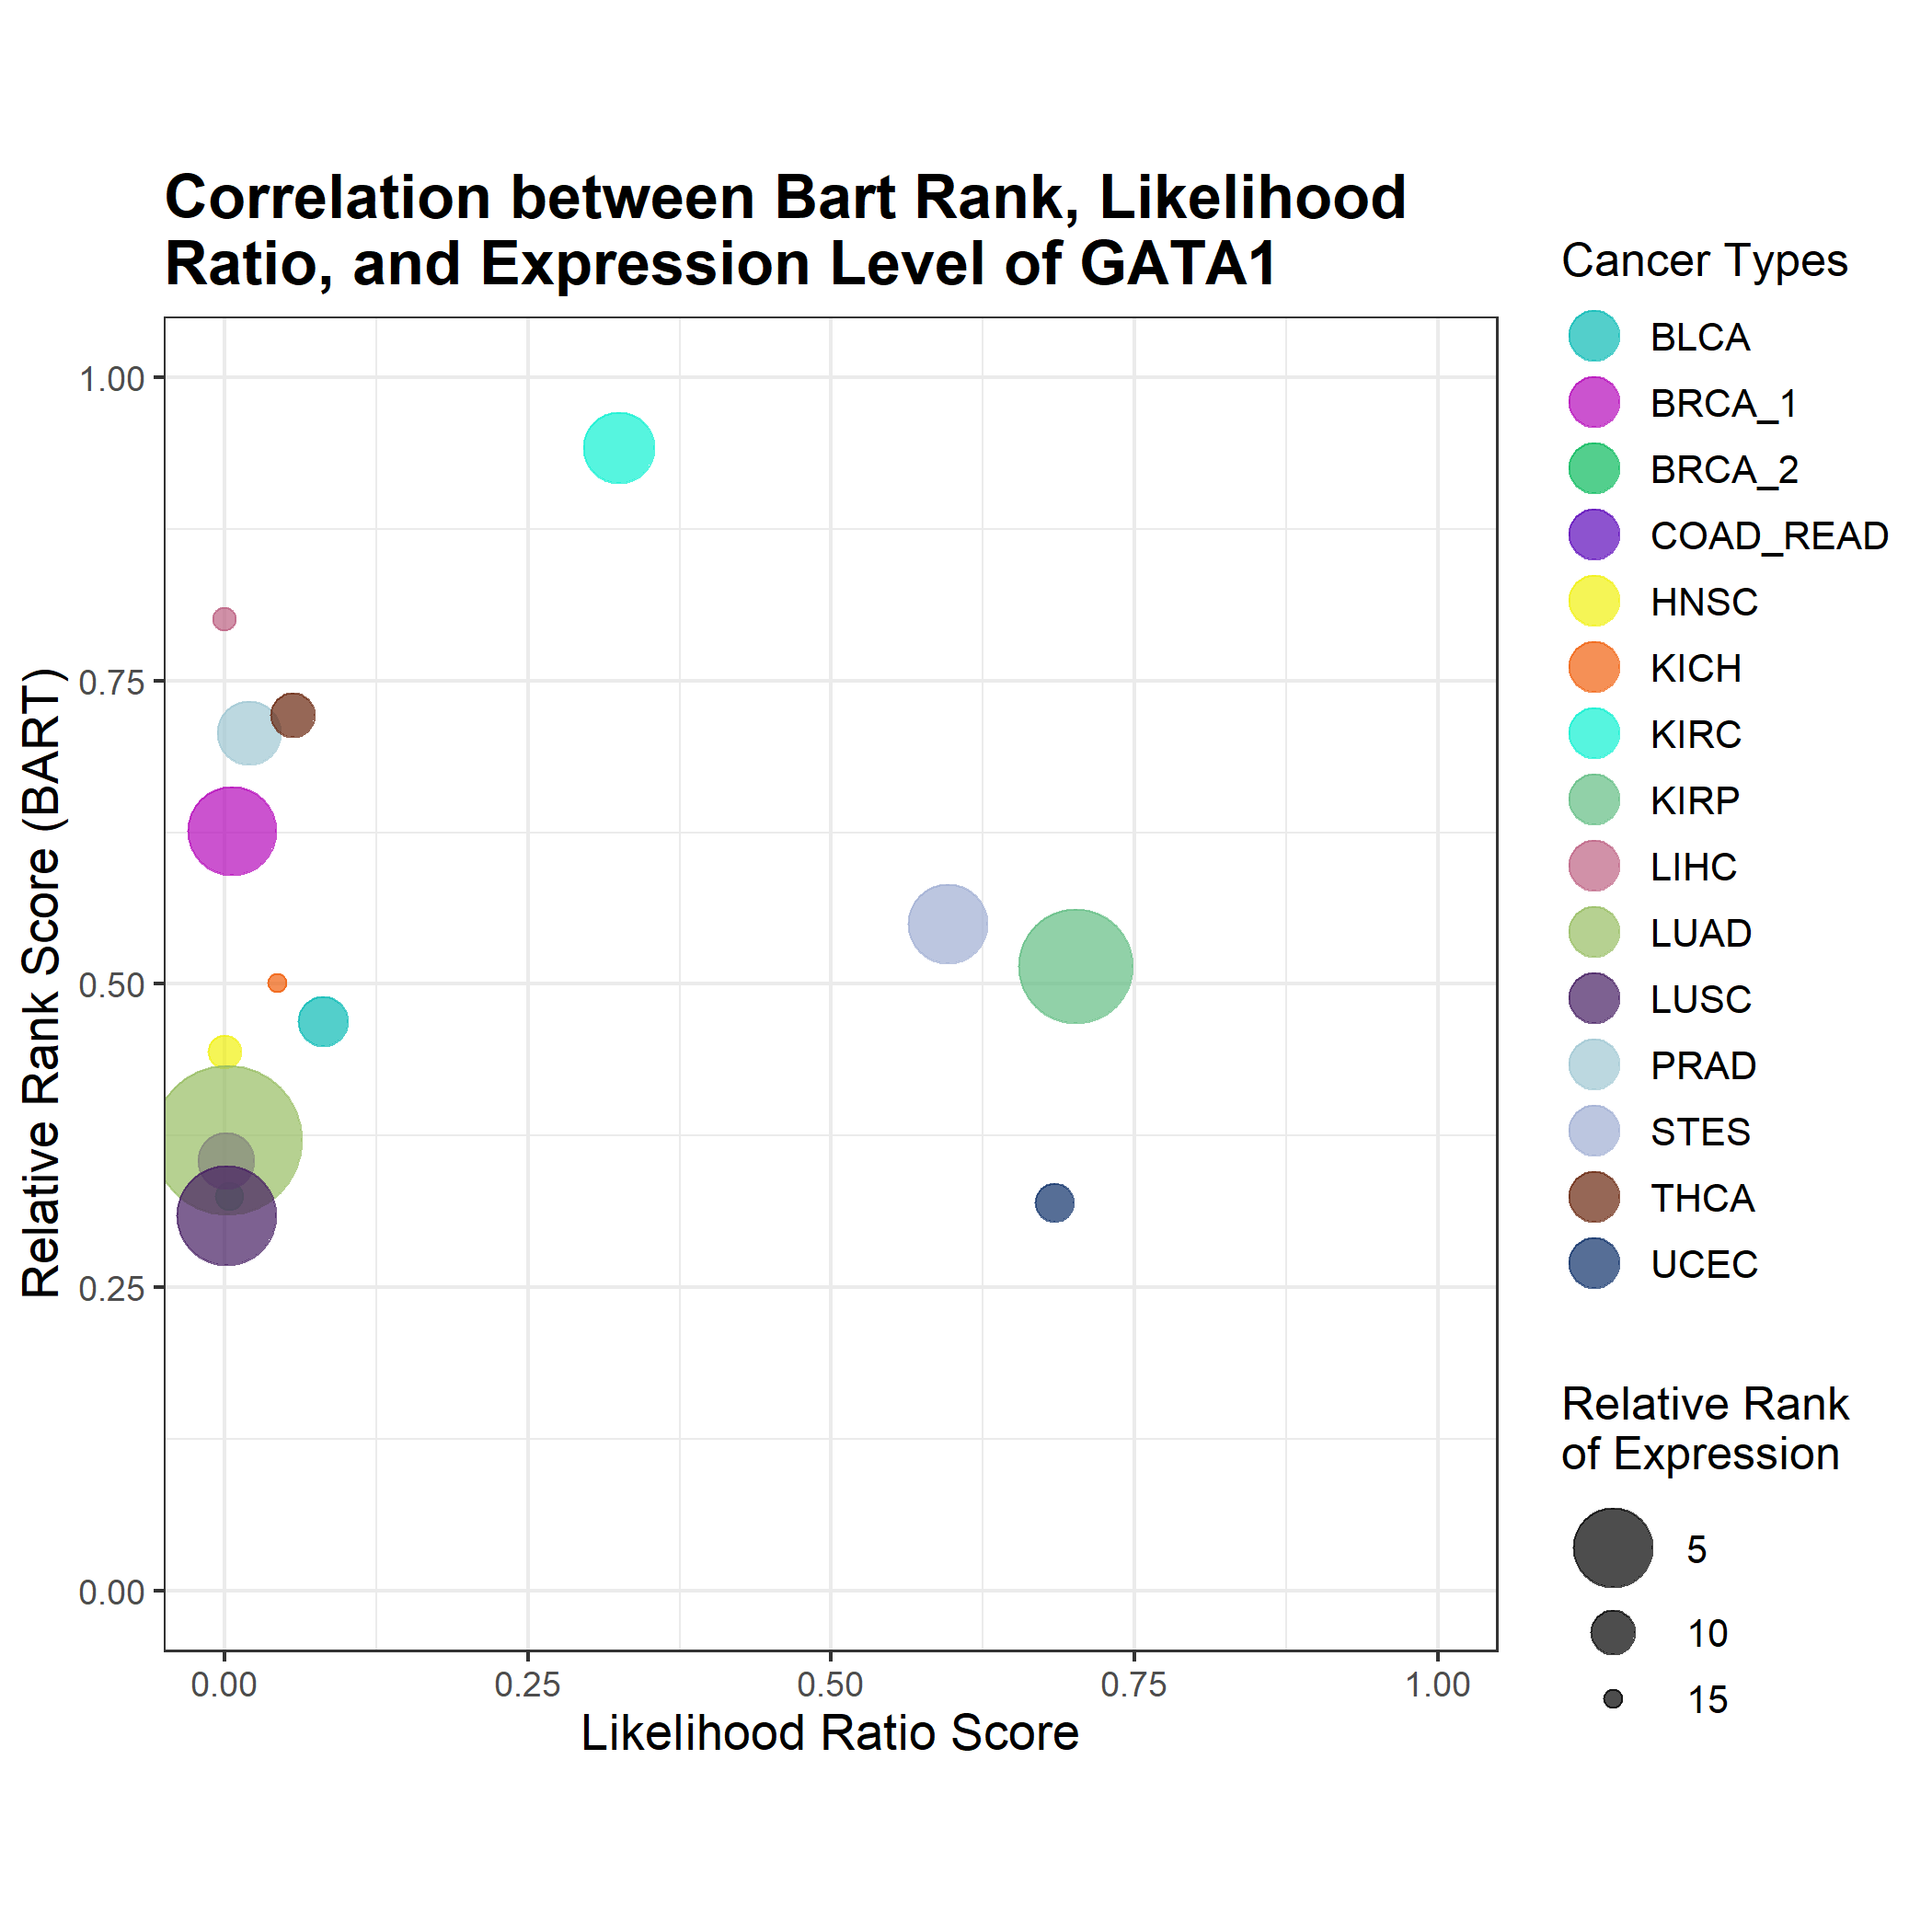 Correlation between Bart Rank, Likelihood
Ratio, and Expression Level of GATA1
Relative Rank Score (BART)
1.00
0.75
0.50
0.25
0.00
0.00 0.25 0.50 0.75 1.00
Likelihood Ratio Score
Cancer Types
BLCA
BRCA_1
BRCA_2
COAD_READ
HNSC
KICH
KIRC
KIRP
LIHC
LUAD
LUSC
PRAD
STES
THCA
UCEC
Relative Rank
of Expression
5
10
15